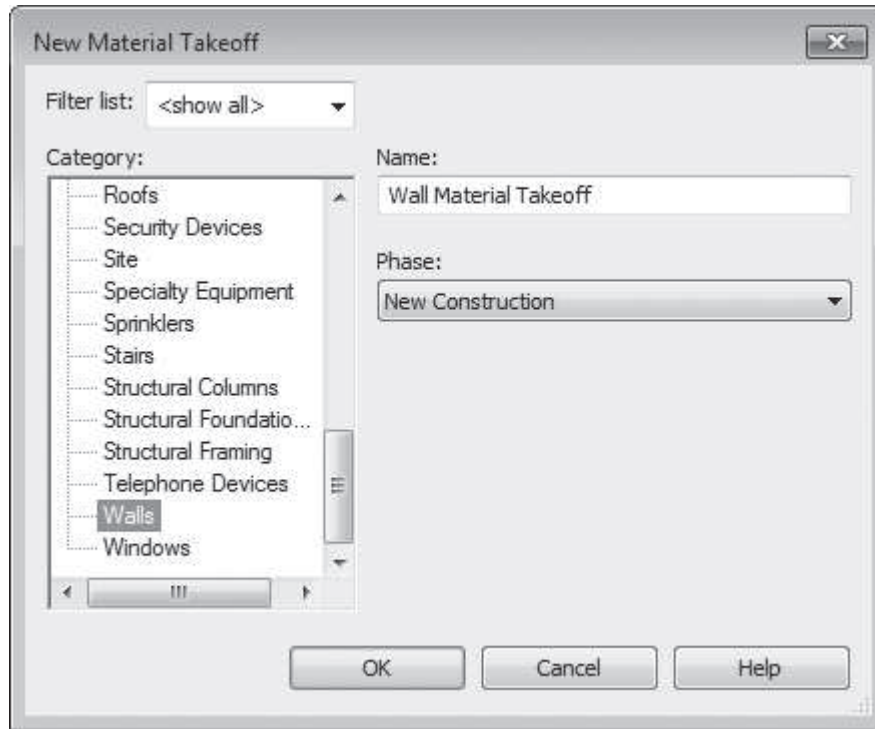 New Material Takeoff
Filter list: <show all>
Category:
Roofs
Security Devices
Site
Specialty Equipment
Sprinklers
Stairs
Structural Columns
Structural Foundatio...
Structural Framing
Telephone Devices
Walls
Windows
Name:
Wall Material Takeoff
Phase:
New Construction
OK Cancel Help